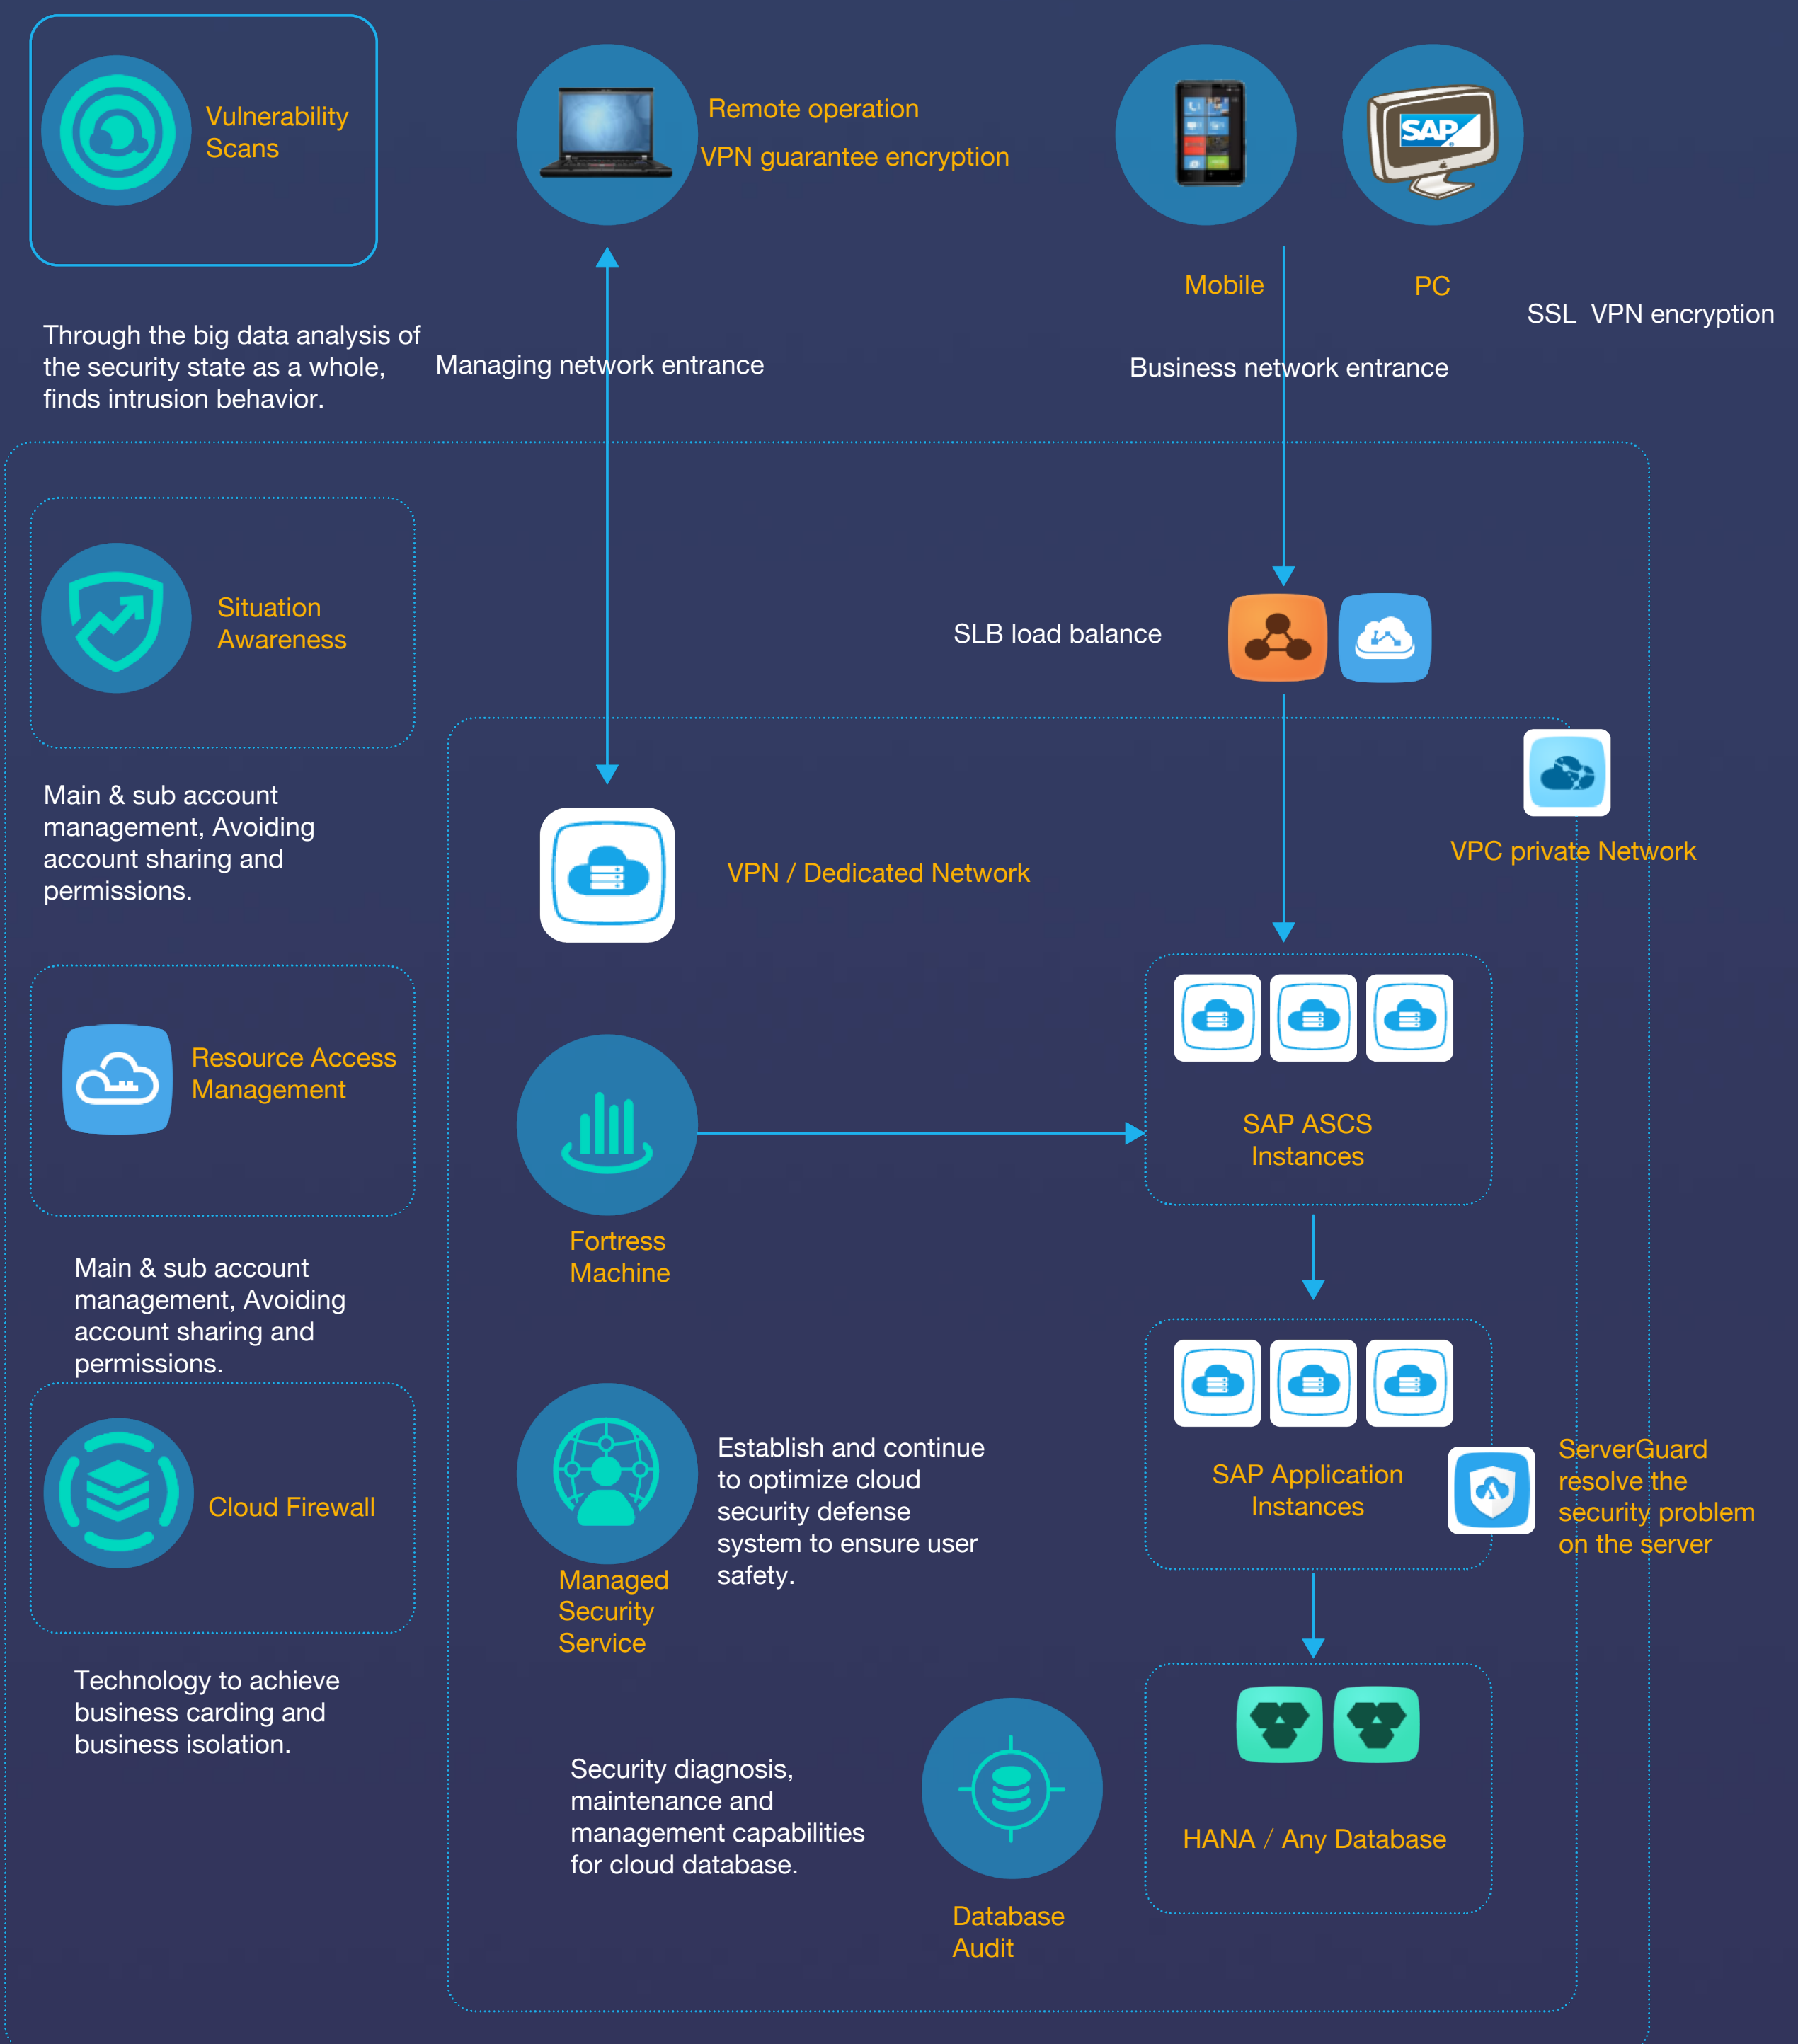 Vulnerability
Scans
Remote operation
VPN guarantee encryption
SAP
Mobile
PC
SSL VPN encryption
Through the big data analysis of
the security state as a whole,
finds intrusion behavior.
Managing network entrance
Business network entrance
Situation
Awareness
SLB load balance
Main & sub account
management, Avoiding
account sharing and
permissions.
VPN / Dedicated Network
VPC private Network
Resource Access
Management
SAP ASCS
Instances
Fortress
Machine
Main & sub account
management, Avoiding
account sharing and
permissions.
Cloud Firewall
Managed
Security
Service
Establish and continue
to optimize cloud
security defense
system to ensure user
safety.
SAP Application
Instances
ServerGuard
resolve the
security problem
on the server
Technology to achieve
business carding and
business isolation.
Security diagnosis,
maintenance and
management capabilities
for cloud database.
Database
Audit
HANA / Any Database